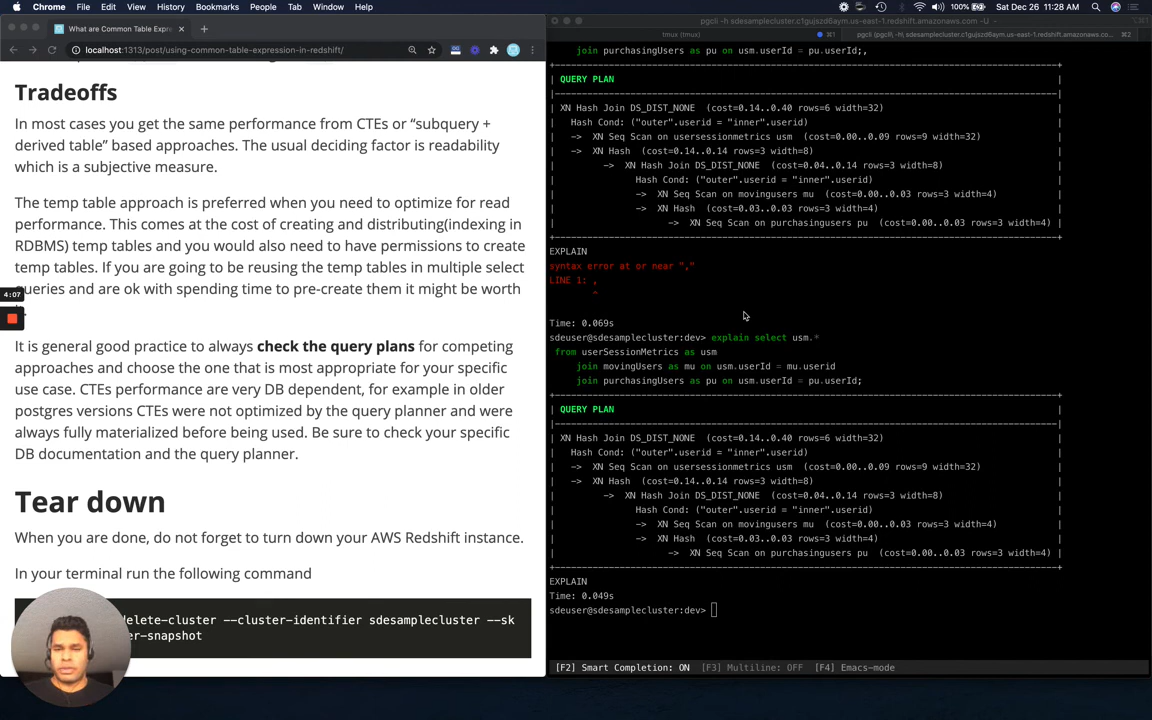 Chrome File Edit View History Bookmarks People Tab Window Help
100% Sat Dec 26 11:28 AM
What are Common Table Expr
localhost:1313/post/using-common-table-expression-in-redshift/
Tradeoffs
In most cases you get the same performance from CTEs or “subquery +
derived table” based approaches. The usual deciding factor is readability
which is a subjective measure.
The temp table approach is preferred when you need to optimize for read
performance. This comes at the cost of creating and distributing(indexing in
RDBMS) temp tables and you would also need to have permissions to create
temp tables. If you are going to be reusing the temp tables in multiple select
queries and are ok with spending time to pre-create them it might be worth
4:07
It is general good practice to always check the query plans for competing
approaches and choose the one that is most appropriate for your specific
use case. CTEs performance are very DB dependent, for example in older
postgres versions CTEs were not optimized by the query planner and were
always fully materialized before being used. Be sure to check your specific
DB documentation and the query planner.
Tear down
When you are done, do not forget to turn down your AWS Redshift instance.
In your terminal run the following command
delete-cluster --cluster-identifier sdesamplecluster --sk
er-snapshot
pgcli -h sdesamplecluster.c1gujszd6aym.us-east-1.redshift.amazonaws.com -U
tmux (tmux) ⌘1 pgcli (pgcli\ -h\ sdesamplecluster.c1gujszd6aym.us-east-1.redshift.amazonaws.com\ -U... ⌘2
join purchasingUsers as pu on usm.userId = pu.userId;,
| QUERY PLAN |
XN Hash Join DS_DIST_NONE (cost=0.14..0.40 rows=6 width=32)
Hash Cond: ("outer".userid = "inner".userid)
-> XN Seq Scan on usersessionmetrics usm (cost=0.00..0.09 rows=9 width=32)
-> XN Hash (cost=0.14..0.14 rows=3 width=8)
-> XN Hash Join DS_DIST_NONE (cost=0.04..0.14 rows=3 width=8)
Hash Cond: ("outer".userid = "inner".userid)
-> XN Seq Scan on movingusers mu (cost=0.00..0.03 rows=3 width=4)
-> XN Hash (cost=0.03..0.03 rows=3 width=4)
-> XN Seq Scan on purchasingusers pu (cost=0.00..0.03 rows=3 width=4) |
EXPLAIN
syntax error at or near ","
LINE 1: ,
^
Time: 0.069s
sdeuser@sdesamplecluster:dev> explain select usm.*
from userSessionMetrics as usm
join movingUsers as mu on usm.userId = mu.userid
join purchasingUsers as pu on usm.userId = pu.userId;
| QUERY PLAN |
XN Hash Join DS_DIST_NONE (cost=0.14..0.40 rows=6 width=32)
Hash Cond: ("outer".userid = "inner".userid)
-> XN Seq Scan on usersessionmetrics usm (cost=0.00..0.09 rows=9 width=32)
-> XN Hash (cost=0.14..0.14 rows=3 width=8)
-> XN Hash Join DS_DIST_NONE (cost=0.04..0.14 rows=3 width=8)
Hash Cond: ("outer".userid = "inner".userid)
-> XN Seq Scan on movingusers mu (cost=0.00..0.03 rows=3 width=4)
-> XN Hash (cost=0.03..0.03 rows=3 width=4)
-> XN Seq Scan on purchasingusers pu (cost=0.00..0.03 rows=3 width=4) |
EXPLAIN
Time: 0.049s
sdeuser@sdesamplecluster:dev>
[F2] Smart Completion: ON [F3] Multiline: OFF [F4] Emacs-mode